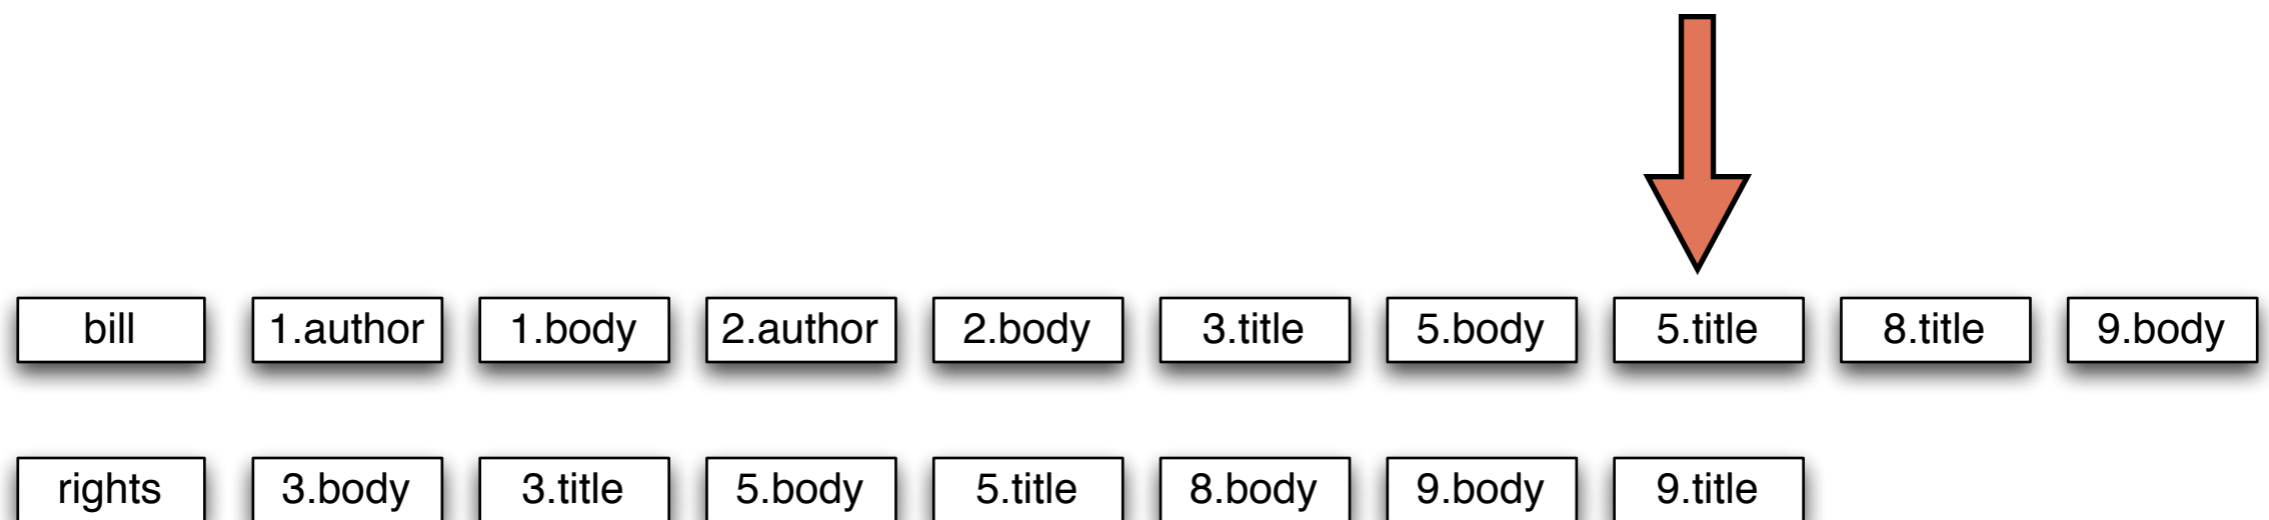 bill 1.author 1.body 2.author 2.body 3.title 5.body 5.title 8.title 9.body
rights 3.body 3.title 5.body 5.title 8.body 9.body 9.title